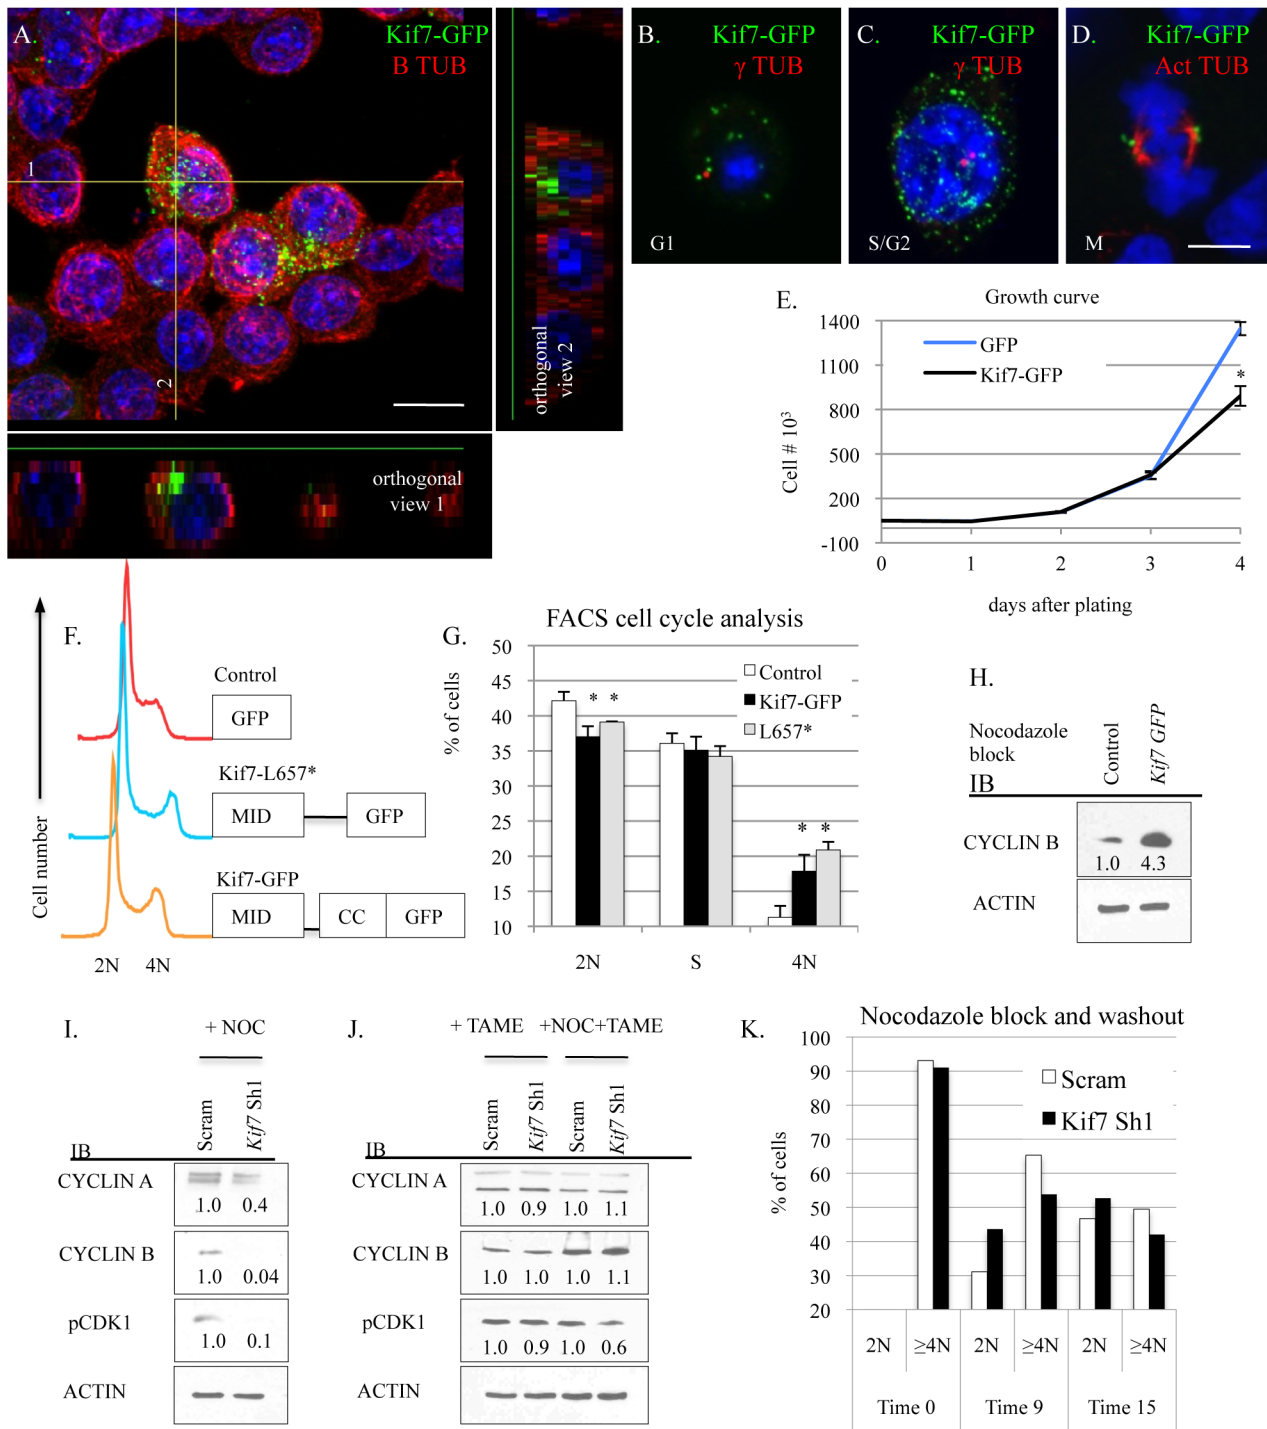 A.
Kif7-GFP
B TUB
1
2
orthogonal
view 2
orthogonal
view 1
B.
Kif7-GFP
γ TUB
G1
C.
Kif7-GFP
γ TUB
S/G2
D.
Kif7-GFP
Act TUB
M
E.
Growth curve
1400
1100
800
500
200
-100
Cell # 10³
GFP
Kif7-GFP
*
0 1 2 3 4
days after plating
F.
Cell number
Control
GFP
Kif7-L657*
MID GFP
Kif7-GFP
MID CC GFP
2N 4N
G.
FACS cell cycle analysis
% of cells
50
45
40
35
30
25
20
15
10
Control
Kif7-GFP
L657*
* *
* *
2N S 4N
H.
Nocodazole
block
Control
Kif7 GFP
IB
CYCLIN B
1.0 4.3
ACTIN
I.
+ NOC
Scram
Kif7 Sh1
IB
CYCLIN A
1.0 0.4
CYCLIN B
1.0 0.04
pCDK1
1.0 0.1
ACTIN
J.
+ TAME +NOC+TAME
Scram
Kif7 Sh1
Scram
Kif7 Sh1
IB
CYCLIN A
1.0 0.9 1.0 1.1
CYCLIN B
1.0 1.0 1.0 1.1
pCDK1
1.0 0.9 1.0 0.6
ACTIN
K.
Nocodazole block and washout
% of cells
100
90
80
70
60
50
40
30
20
Scram
Kif7 Sh1
2N ≥4N 2N ≥4N 2N ≥4N
Time 0 Time 9 Time 15